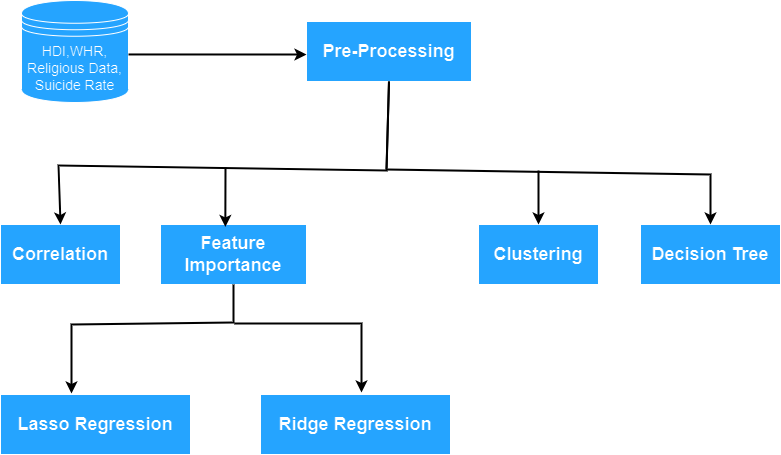 HDI,WHR,
Religious Data,
Suicide Rate
Pre-Processing
Correlation
Feature
Importance
Clustering
Decision Tree
Lasso Regression
Ridge Regression